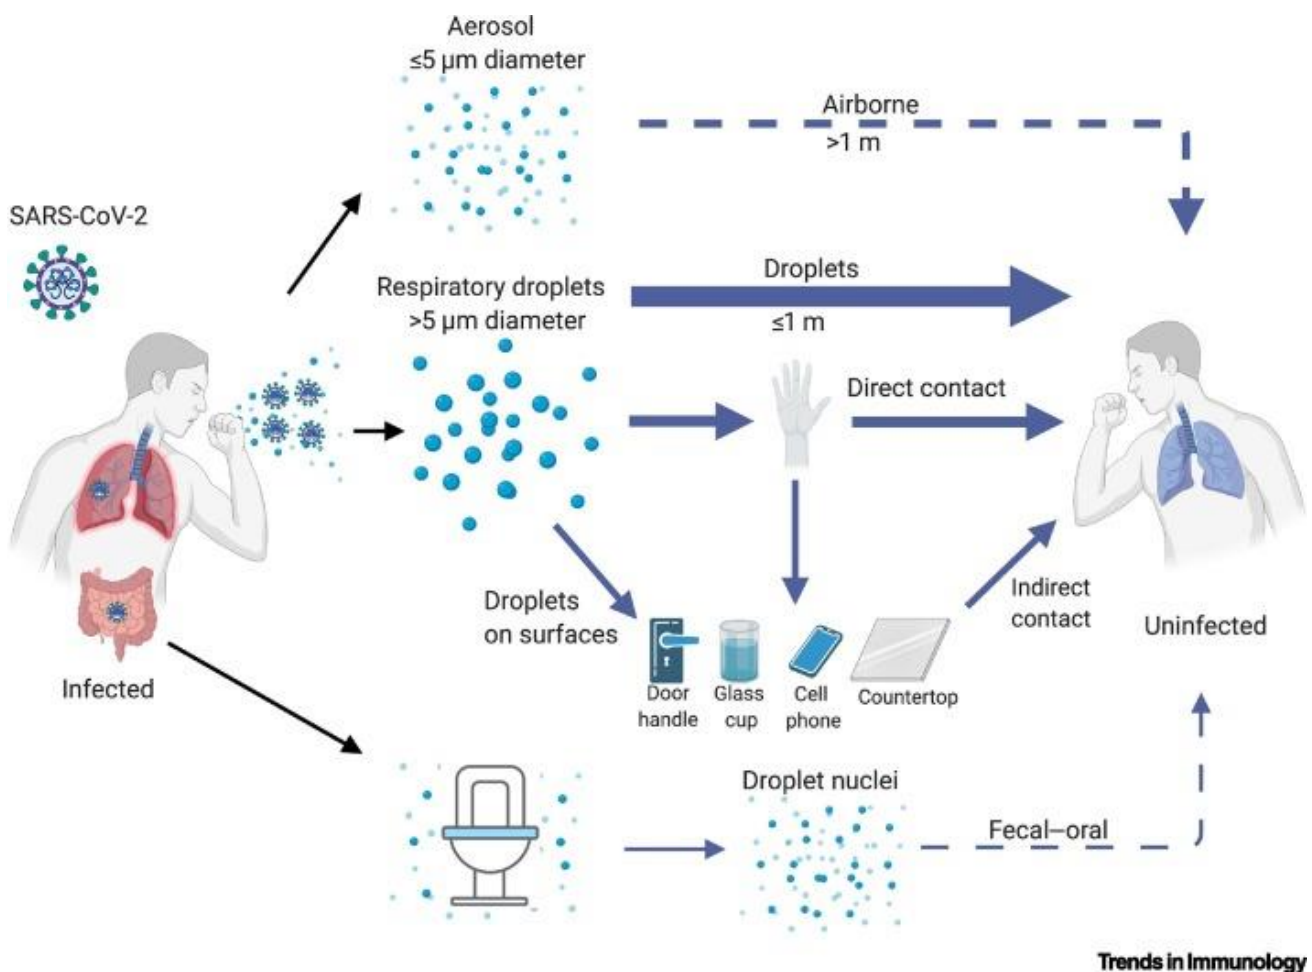 Aerosol
≤5 μm diameter
Airborne
>1 m
SARS-CoV-2
Respiratory droplets
>5 μm diameter
Droplets
≤1 m
Direct contact
Droplets
on surfaces
Indirect
contact
Infected
Uninfected
Door
handle
Glass
cup
Cell
phone
Countertop
Droplet nuclei
Fecal–oral
Trends in Immunology